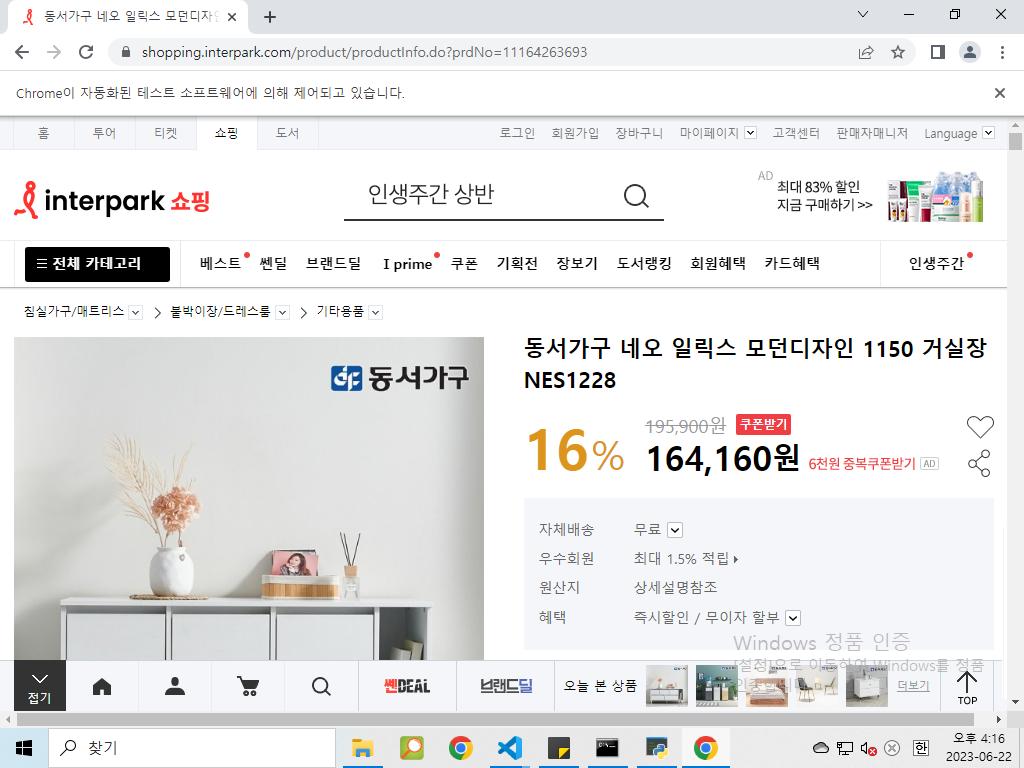 동서가구 네오 일릭스 모던디자인
shopping.interpark.com/product/productInfo.do?prdNo=11164263693
Chrome이 자동화된 테스트 소프트웨어에 의해 제어되고 있습니다.
홈 투어 티켓 쇼핑 도서 로그인 회원가입 장바구니 마이페이지 고객센터 판매자매니저 Language
interpark 쇼핑
인생주간 상반
AD 최대 83% 할인
지금 구매하기 >>
전체 카테고리 베스트 쎈딜 브랜드딜 I prime 쿠폰 기획전 장보기 도서랭킹 회원혜택 카드혜택 인생주간
침실가구/매트리스 > 붙박이장/드레스룸 > 기타용품
동서가구
동서가구 네오 일릭스 모던디자인 1150 거실장
NES1228
16% 195,900원 쿠폰받기
164,160원 6천원 중복쿠폰받기 AD
자체배송 무료
우수회원 최대 1.5% 적립
원산지 상세설명참조
혜택 즉시할인 / 무이자 할부
Windows 정품 인증
[설정]으로 이동하여 Windows를 정품
인증합니다.
접기 쎈DEAL 브랜드딜 오늘 본 상품 더보기 TOP
찾기
한
오후 4:16
2023-06-22